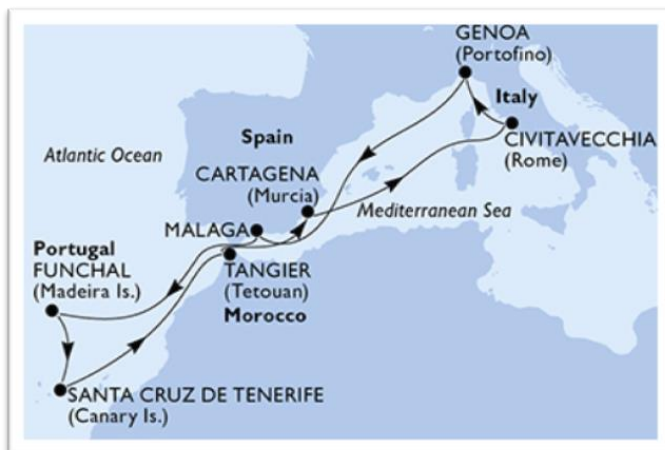 GENOA
(Portofino)
Italy
CIVITAVECCHIA
(Rome)
Spain
Atlantic Ocean
CARTAGENA
(Murcia)
Mediterranean Sea
MALAGA
Portugal
FUNCHAL
(Madeira Is.)
TANGIER
(Tetouan)
Morocco
SANTA CRUZ DE TENERIFE
(Canary Is.)